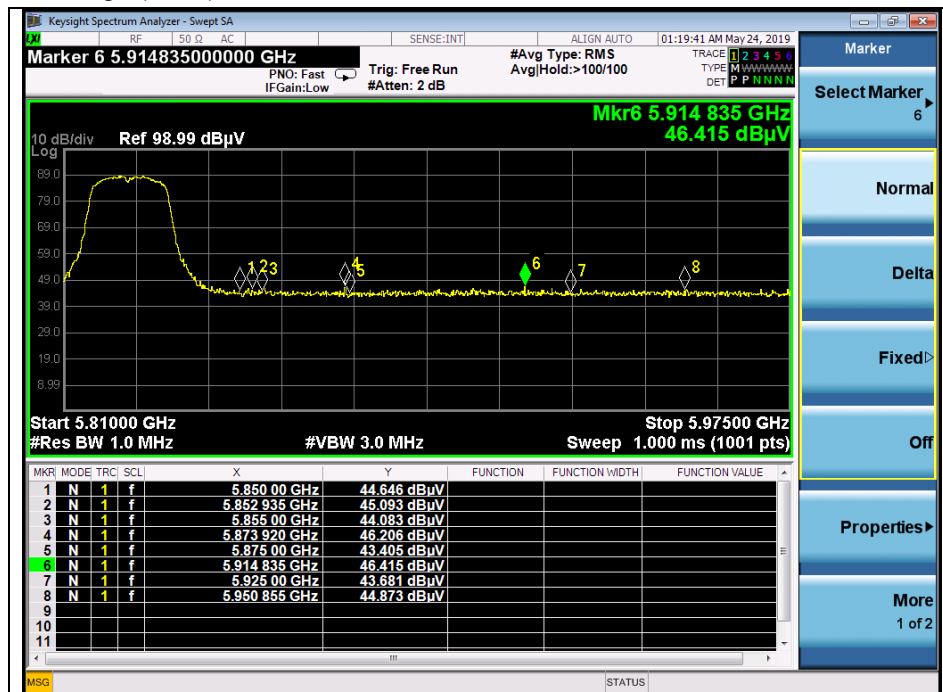 Keysight Spectrum Analyzer - Swept SA
LXI RF 50 Ω AC SENSE:INT ALIGN AUTO 01:19:41 AM May 24, 2019
Marker 6 5.914835000000 GHz
PNO: Fast
IFGain:Low
Trig: Free Run
#Atten: 2 dB
#Avg Type: RMS
Avg|Hold:>100/100
TRACE 1 2 3 4 5 6
TYPE M WWWWW
DET P P N N N N
Mkr6 5.914 835 GHz
46.415 dBµV
10 dB/div Ref 98.99 dBµV
Log
89.0
79.0
69.0
59.0
49.0
39.0
29.0
19.0
8.99
1 2 3 4 5 6 7 8
Start 5.81000 GHz Stop 5.97500 GHz
#Res BW 1.0 MHz #VBW 3.0 MHz Sweep 1.000 ms (1001 pts)
MKR MODE TRC SCL X Y FUNCTION FUNCTION WIDTH FUNCTION VALUE
1 N 1 f 5.850 00 GHz 44.646 dBµV
2 N 1 f 5.852 935 GHz 45.093 dBµV
3 N 1 f 5.855 00 GHz 44.083 dBµV
4 N 1 f 5.873 920 GHz 46.206 dBµV
5 N 1 f 5.875 00 GHz 43.405 dBµV
6 N 1 f 5.914 835 GHz 46.415 dBµV
7 N 1 f 5.925 00 GHz 43.681 dBµV
8 N 1 f 5.950 855 GHz 44.873 dBµV
9
10
11
MSG STATUS
Marker
Select Marker
6
Normal
Delta
Fixed
Off
Properties
More
1 of 2